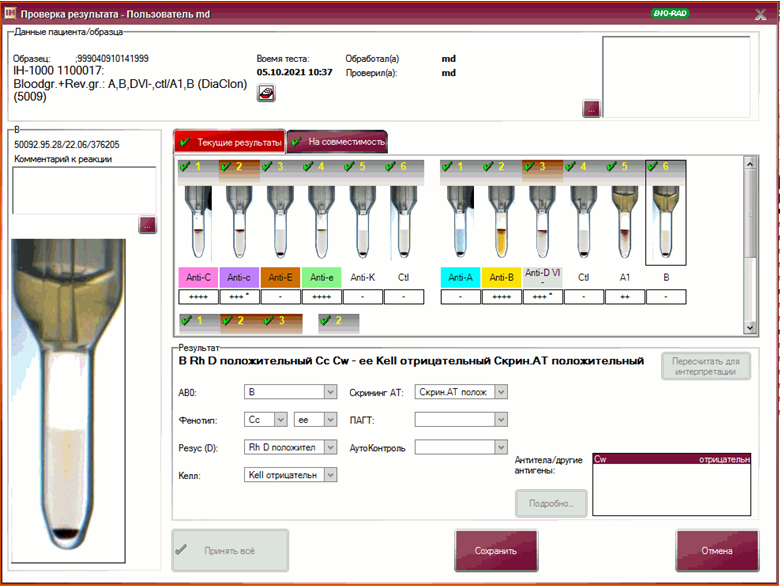 Проверка результата - Пользователь md
BIO-RAD
Данные пациента/образца
Образец: ;999040910141999
IH-1000 1100017:
Bloodgr.+Rev.gr.: A,B,DVI-,ctl/A1,B (DiaClon)
(5009)
Время теста:
05.10.2021 10:37
Обработал(а) md
Проверил(а): md
...
B
50092.95.28/22.06/376205
Комментарий к реакции
...
Текущие результаты
На совместимость
1 2 3 4 5 6 1 2 3 4 5 6
Anti-C Anti-c Anti-E Anti-e Anti-K Ctl Anti-A Anti-B Anti-D VI - Ctl A1 B
++++ +++ * - ++++ - - - ++++ +++ * - ++ -
1 2 3 2
Результат
B Rh D положительный Cc Cw - ee Kell отрицательный Скрин.АТ положительный
Пересчитать для
интерпретации
AB0: B
Скрининг АТ: Скрин.АТ полож
Фенотип: Cc ee
ПАГТ:
Резус (D): Rh D положител
АутоКонтроль
Келл: Kell отрицательн
Антитела/другие
антигены:
Cw отрицательн
Подробно...
Принять всё
Сохранить
Отмена